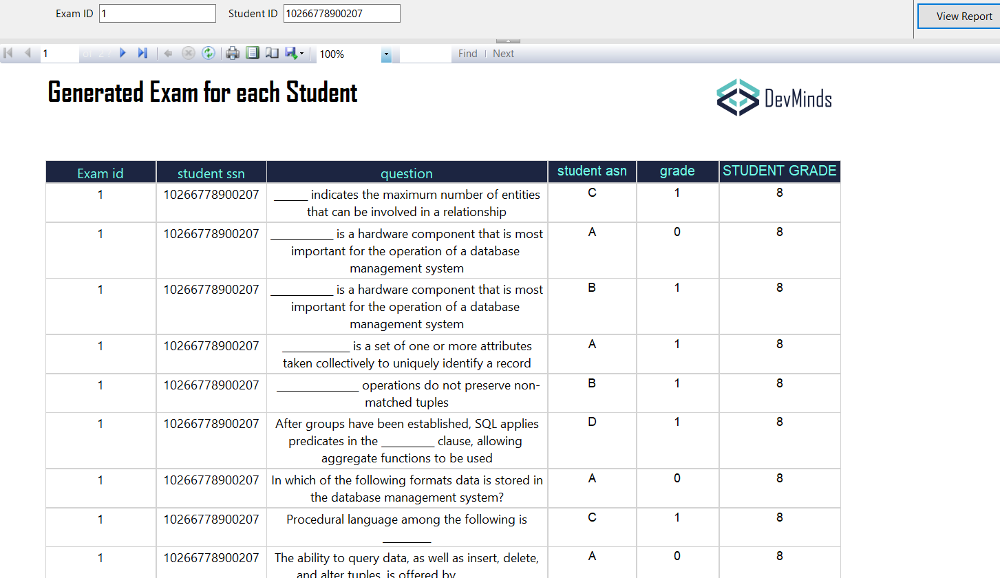 Exam ID 1 Student ID 10266778900207 View Report
1 of 2 ? 100% Find | Next
Generated Exam for each Student
DevMinds
Exam id student ssn question student asn grade STUDENT GRADE
1 10266778900207 ______ indicates the maximum number of entities C 1 8
that can be involved in a relationship
1 10266778900207 ___________ is a hardware component that is most A 0 8
important for the operation of a database
management system
1 10266778900207 ___________ is a hardware component that is most B 1 8
important for the operation of a database
management system
1 10266778900207 ____________ is a set of one or more attributes A 1 8
taken collectively to uniquely identify a record
1 10266778900207 _______________ operations do not preserve non- B 1 8
matched tuples
1 10266778900207 After groups have been established, SQL applies D 1 8
predicates in the _________ clause, allowing
aggregate functions to be used
1 10266778900207 In which of the following formats data is stored in A 0 8
the database management system?
1 10266778900207 Procedural language among the following is C 1 8
_________
1 10266778900207 The ability to query data, as well as insert, delete, A 0 8
and alter tuples, is offered by